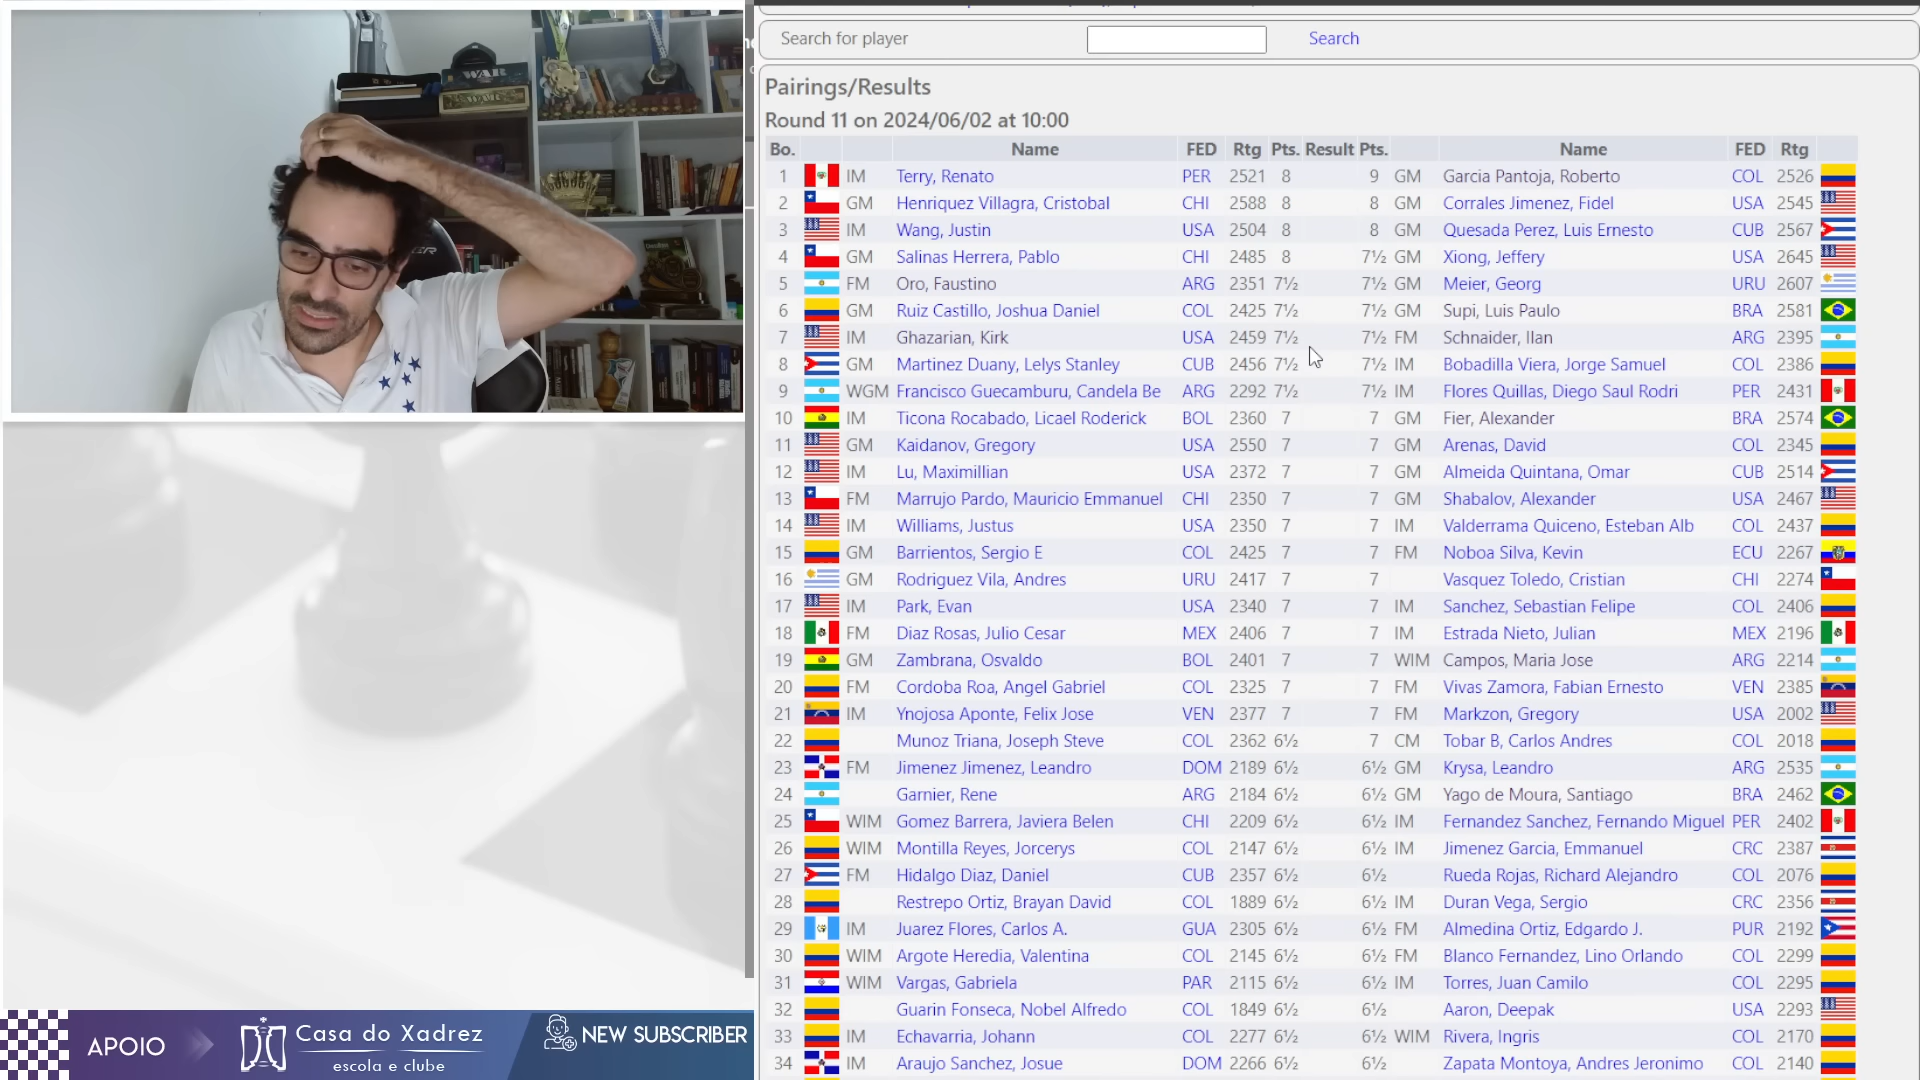 WAR
Search for player Search
Pairings/Results
Round 11 on 2024/06/02 at 10:00
Bo. Name FED Rtg Pts. Result Pts. Name FED Rtg
1 IM Terry, Renato PER 2521 8 9 GM Garcia Pantoja, Roberto COL 2526
2 GM Henriquez Villagra, Cristobal CHI 2588 8 8 GM Corrales Jimenez, Fidel USA 2545
3 IM Wang, Justin USA 2504 8 8 GM Quesada Perez, Luis Ernesto CUB 2567
4 GM Salinas Herrera, Pablo CHI 2485 8 7½ GM Xiong, Jeffery USA 2645
5 FM Oro, Faustino ARG 2351 7½ 7½ GM Meier, Georg URU 2607
6 GM Ruiz Castillo, Joshua Daniel COL 2425 7½ 7½ GM Supi, Luis Paulo BRA 2581
7 IM Ghazarian, Kirk USA 2459 7½ 7½ FM Schnaider, Ilan ARG 2395
8 GM Martinez Duany, Lelys Stanley CUB 2456 7½ 7½ IM Bobadilla Viera, Jorge Samuel COL 2386
9 WGM Francisco Guecamburu, Candela Be ARG 2292 7½ 7½ IM Flores Quillas, Diego Saul Rodri PER 2431
10 IM Ticona Rocabado, Licael Roderick BOL 2360 7 7 GM Fier, Alexander BRA 2574
11 GM Kaidanov, Gregory USA 2550 7 7 GM Arenas, David COL 2345
12 IM Lu, Maximillian USA 2372 7 7 GM Almeida Quintana, Omar CUB 2514
13 FM Marrujo Pardo, Mauricio Emmanuel CHI 2350 7 7 GM Shabalov, Alexander USA 2467
14 IM Williams, Justus USA 2350 7 7 IM Valderrama Quiceno, Esteban Alb COL 2437
15 GM Barrientos, Sergio E COL 2425 7 7 FM Noboa Silva, Kevin ECU 2267
16 GM Rodriguez Vila, Andres URU 2417 7 7 Vasquez Toledo, Cristian CHI 2274
17 IM Park, Evan USA 2340 7 7 IM Sanchez, Sebastian Felipe COL 2406
18 FM Diaz Rosas, Julio Cesar MEX 2406 7 7 IM Estrada Nieto, Julian MEX 2196
19 GM Zambrana, Osvaldo BOL 2401 7 7 WIM Campos, Maria Jose ARG 2214
20 FM Cordoba Roa, Angel Gabriel COL 2325 7 7 FM Vivas Zamora, Fabian Ernesto VEN 2385
21 IM Ynojosa Aponte, Felix Jose VEN 2377 7 7 FM Markzon, Gregory USA 2002
22 Munoz Triana, Joseph Steve COL 2362 6½ 7 CM Tobar B, Carlos Andres COL 2018
23 FM Jimenez Jimenez, Leandro DOM 2189 6½ 6½ GM Krysa, Leandro ARG 2535
24 Garnier, Rene ARG 2184 6½ 6½ GM Yago de Moura, Santiago BRA 2462
25 WIM Gomez Barrera, Javiera Belen CHI 2209 6½ 6½ IM Fernandez Sanchez, Fernando Miguel PER 2402
26 WIM Montilla Reyes, Jorcerys COL 2147 6½ 6½ IM Jimenez Garcia, Emmanuel CRC 2387
27 FM Hidalgo Diaz, Daniel CUB 2357 6½ 6½ Rueda Rojas, Richard Alejandro COL 2076
28 Restrepo Ortiz, Brayan David COL 1889 6½ 6½ IM Duran Vega, Sergio CRC 2356
29 IM Juarez Flores, Carlos A. GUA 2305 6½ 6½ FM Almedina Ortiz, Edgardo J. PUR 2192
30 WIM Argote Heredia, Valentina COL 2145 6½ 6½ FM Blanco Fernandez, Lino Orlando COL 2299
31 WIM Vargas, Gabriela PAR 2115 6½ 6½ IM Torres, Juan Camilo COL 2295
32 Guarin Fonseca, Nobel Alfredo COL 1849 6½ 6½ Aaron, Deepak USA 2293
33 IM Echavarria, Johann COL 2277 6½ 6½ WIM Rivera, Ingris COL 2170
34 IM Araujo Sanchez, Josue DOM 2266 6½ 6½ Zapata Montoya, Andres Jeronimo COL 2140
APOIO
Casa do Xadrez
escola e clube
NEW SUBSCRIBER